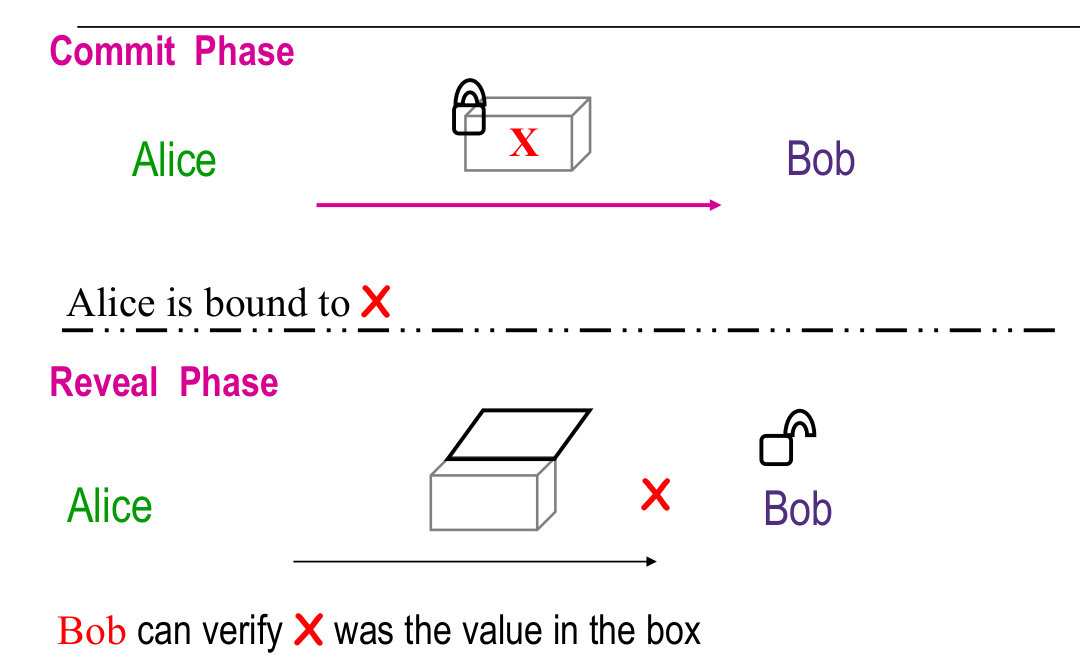 Commit Phase
Alice
X
Bob
Alice is bound to X
Reveal Phase
Alice
X
Bob
Bob can verify X was the value in the box